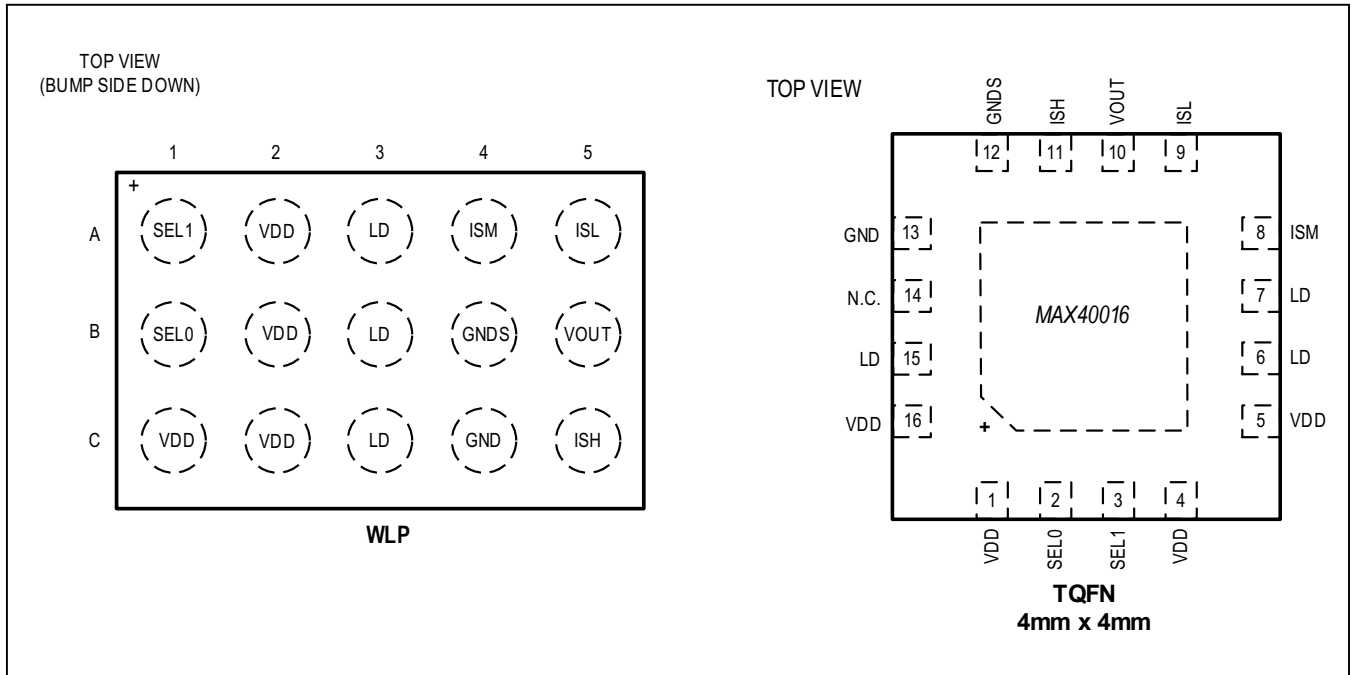 TOP VIEW
(BUMP SIDE DOWN)
1 2 3 4 5
+
A SEL1 VDD LD ISM ISL
B SEL0 VDD LD GNDS VOUT
C VDD VDD LD GND ISH
WLP
TOP VIEW
GNDS ISH VOUT ISL
12 11 10 9
GND 13 8 ISM
N.C. 14 7 LD
MAX40016
LD 15 6 LD
VDD 16 5 VDD
+
1 2 3 4
VDD SEL0 SEL1 VDD
TQFN
4mm x 4mm